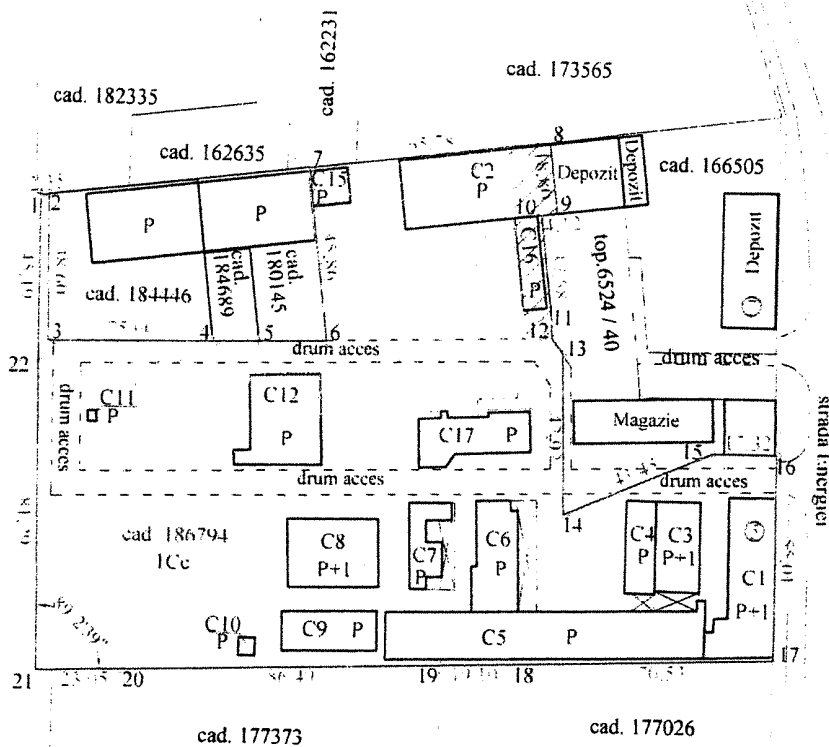 cad. 162231
cad. 173565
cad. 182335
cad. 162635
7
8
C15
P
C2
P
Depozit
Depozit
cad. 166505
1
2
P
P
10
9
C16
P
cad. 184689
cad. 180145
top.6524 / 40
Depozit
cad. 184446
11
3
4
5
6
12
13
22
drum acces
drum acces
drum acces
C11
P
C12
P
C17
P
Magazie
15
16
strada Energiei
drum acces
drum acces
14
cad 186794
1Cc
C8
P+1
C7
P
C6
P
C4
P
C3
P+1
C1
P+1
C10
P
C9
P
C5
P
17
21
20
19
18
cad. 177373
cad. 177026